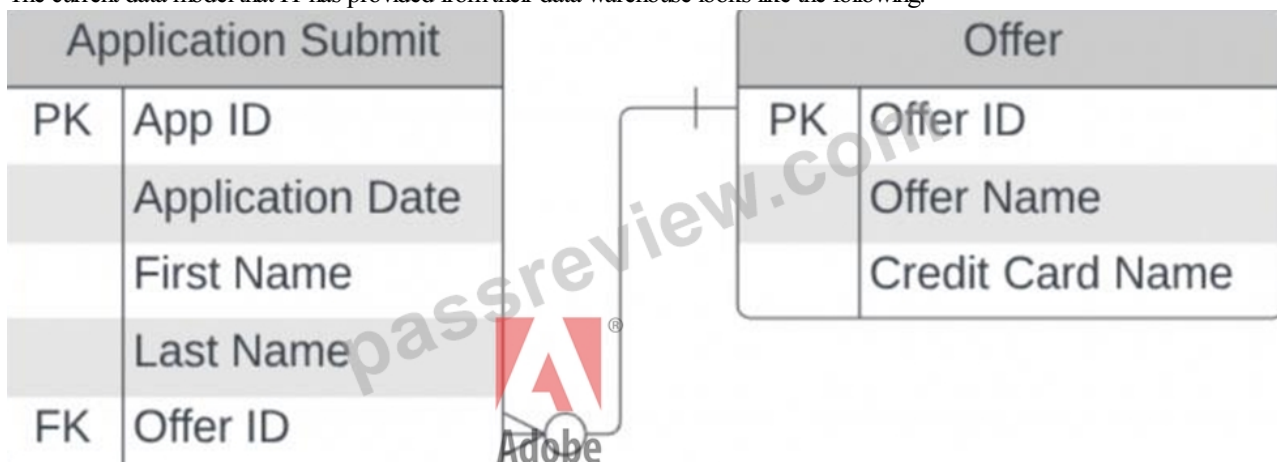 The current data model that IT has provided from their data warehouse looks like the following:
Application Submit
PK App ID
Application Date
First Name
Last Name
FK Offer ID
Offer
PK Offer ID
Offer Name
Credit Card Name
passreview.com
Adobe
®